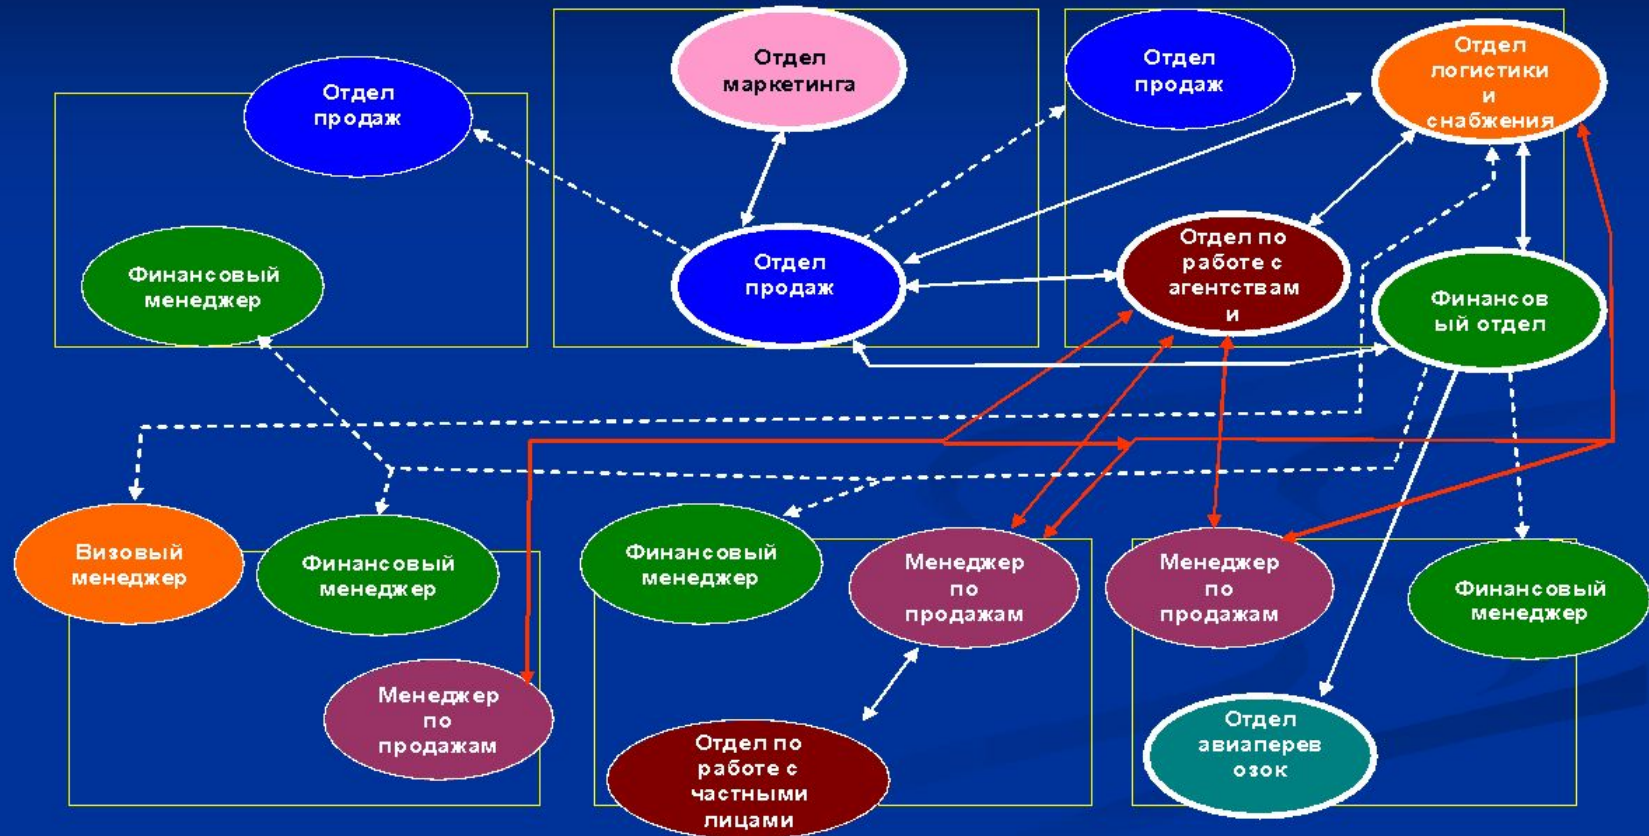 Отдел
маркетинга
Отдел
продаж
Отдел
логистики
и
снабжения
Отдел
продаж
Отдел по
работе с
агентствам
и
Отдел
продаж
Финансовый
менеджер
Финансов
ый отдел
Визовый
менеджер
Финансовый
менеджер
Финансовый
менеджер
Менеджер
по
продажам
Менеджер
по
продажам
Финансовый
менеджер
Менеджер
по
продажам
Отдел по
работе с
частными
лицами
Отдел
авиаперев
озок